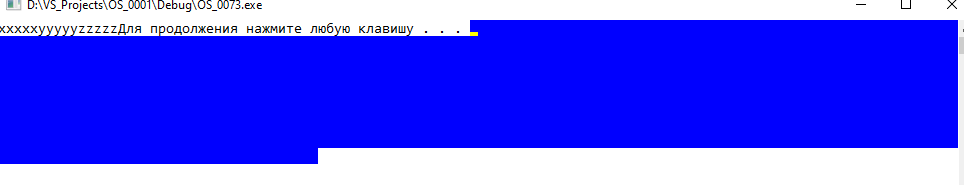 D:\VS_Projects\OS_0001\Debug\OS_0073.exe
xxxxxyyyyyzzzzzДля продолжения нажмите любую клавишу . . .